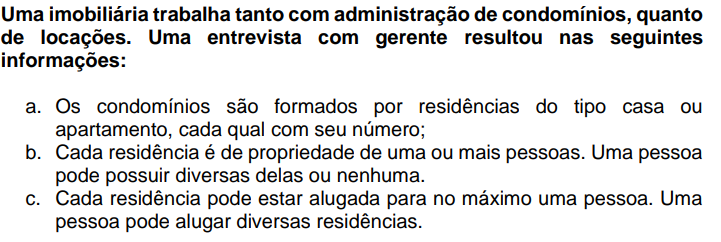 Uma imobiliária trabalha tanto com administração de condomínios, quanto
de locações. Uma entrevista com gerente resultou nas seguintes
informações:
a. Os condomínios são formados por residências do tipo casa ou
apartamento, cada qual com seu número;
b. Cada residência é de propriedade de uma ou mais pessoas. Uma pessoa
pode possuir diversas delas ou nenhuma.
c. Cada residência pode estar alugada para no máximo uma pessoa. Uma
pessoa pode alugar diversas residências.